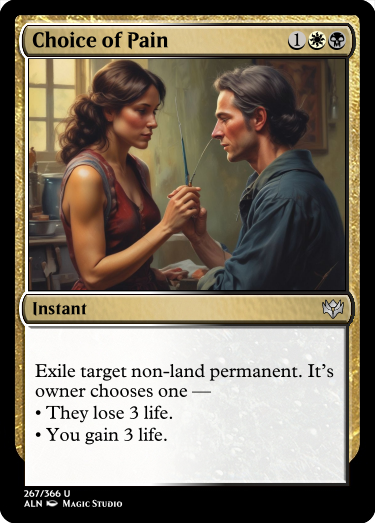 Choice of Pain 1
Instant
Exile target non-land permanent. It's
owner chooses one —
• They lose 3 life.
• You gain 3 life.
267/366 U
ALN Magic Studio